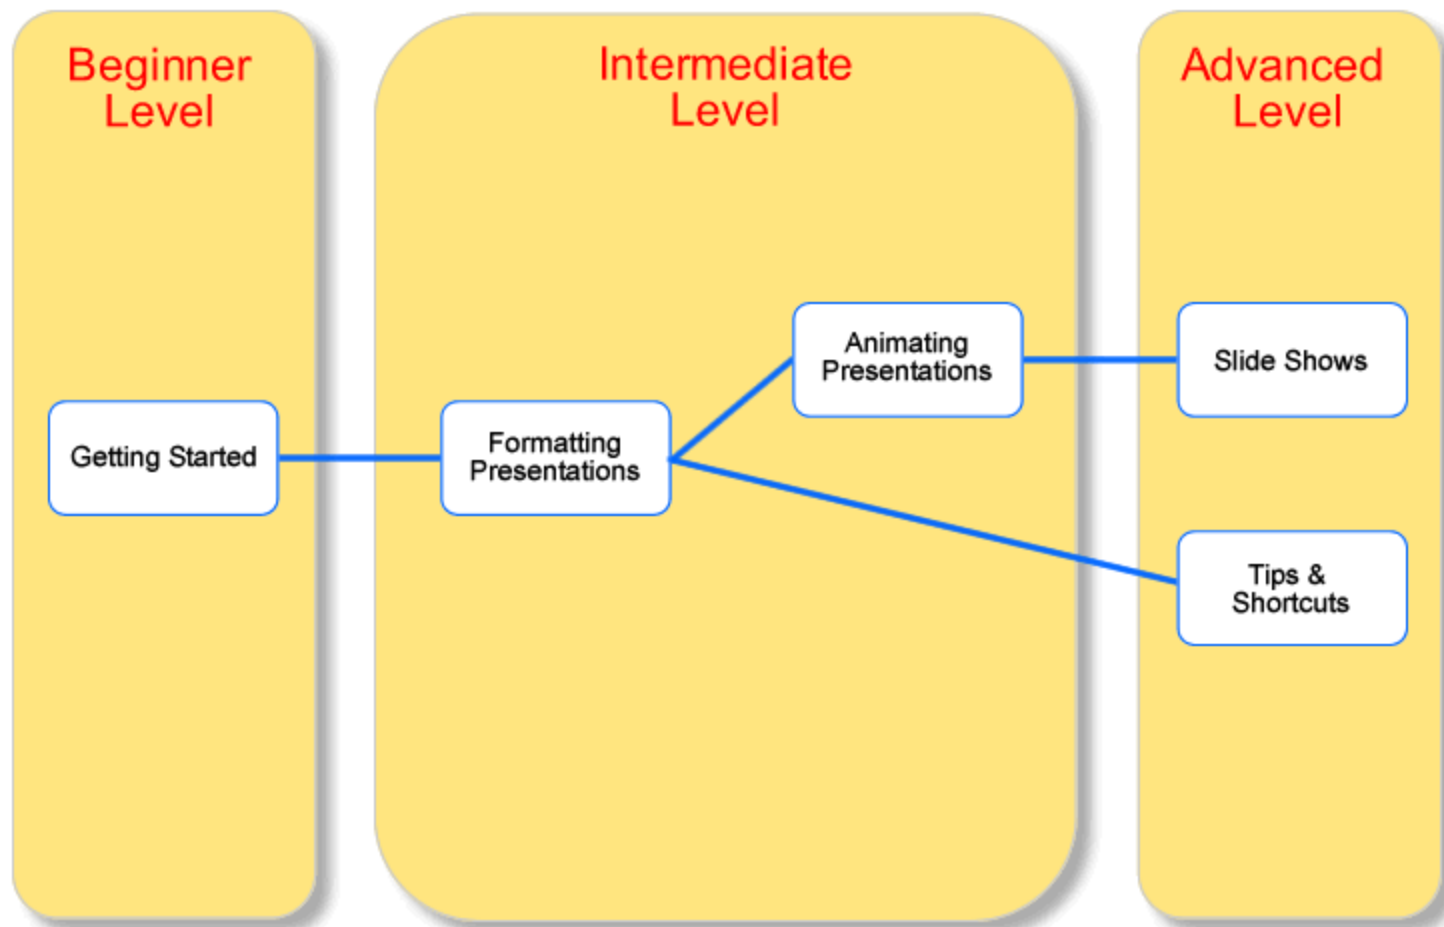 Beginner
Level
Intermediate
Level
Advanced
Level
Getting Started
Formatting
Presentations
Animating
Presentations
Slide Shows
Tips &
Shortcuts